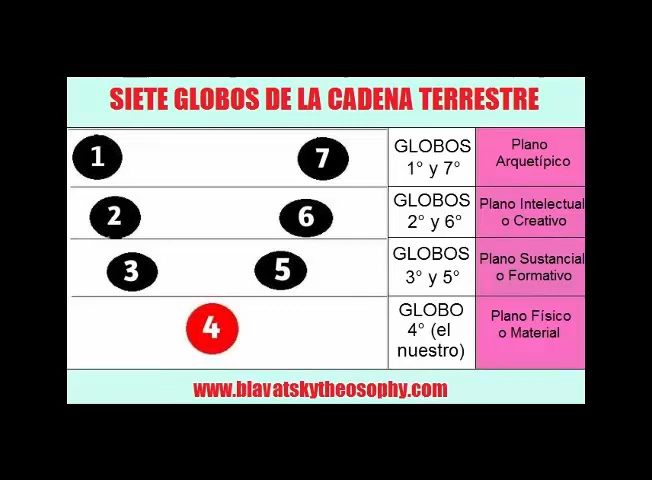 SIETE GLOBOS DE LA CADENA TERRESTRE
1
7
GLOBOS
1° y 7°
Plano
Arquetípico
2
6
GLOBOS
2° y 6°
Plano Intelectual
o Creativo
3
5
GLOBOS
3° y 5°
Plano Sustancial
o Formativo
4
GLOBO
4° (el
nuestro)
Plano Físico
o Material
www.blavatskytheosophy.com